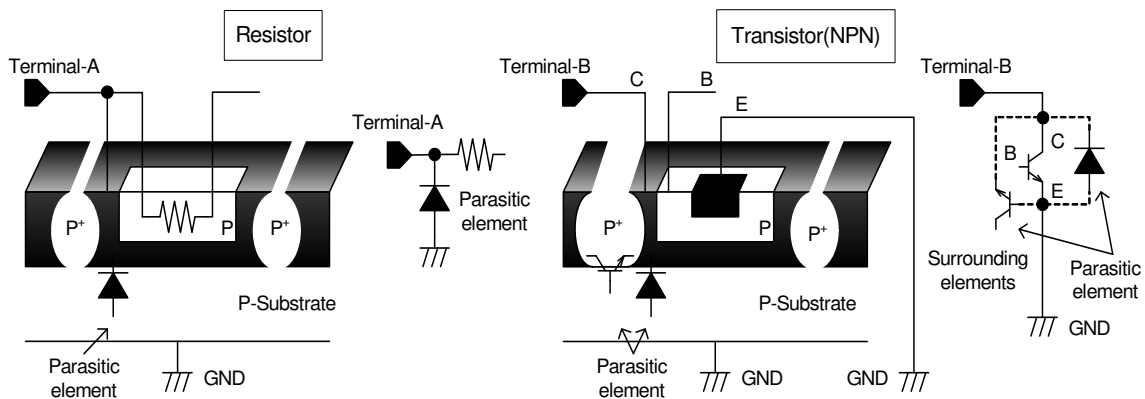 Resistor
Terminal-A
P+
P
P+
P-Substrate
Parasitic
element
GND
Terminal-A
Parasitic
element
Transistor(NPN)
Terminal-B
C
B
E
P+
P
P+
P-Substrate
Parasitic
element
GND
GND
Terminal-B
C
B
E
Surrounding
elements
Parasitic
element
GND